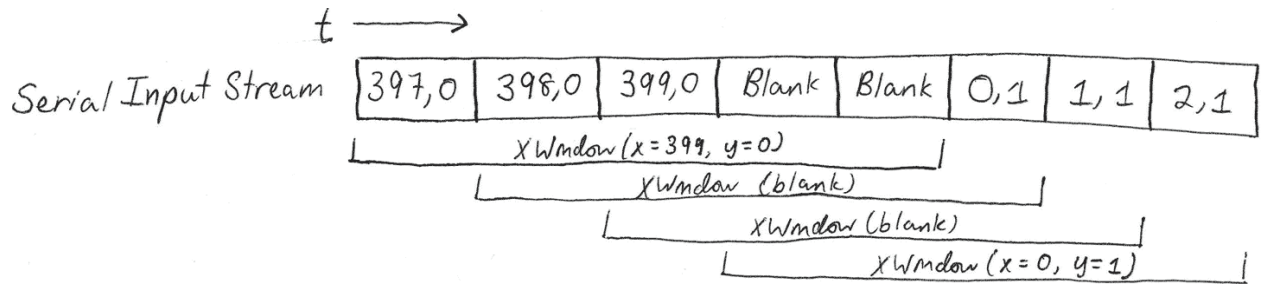 t
Serial Input Stream 397,0 398,0 399,0 Blank Blank 0,1 1,1 2,1
XWindow (x=399, y=0)
XWindow (blank)
XWindow (blank)
XWindow (x=0, y=1)